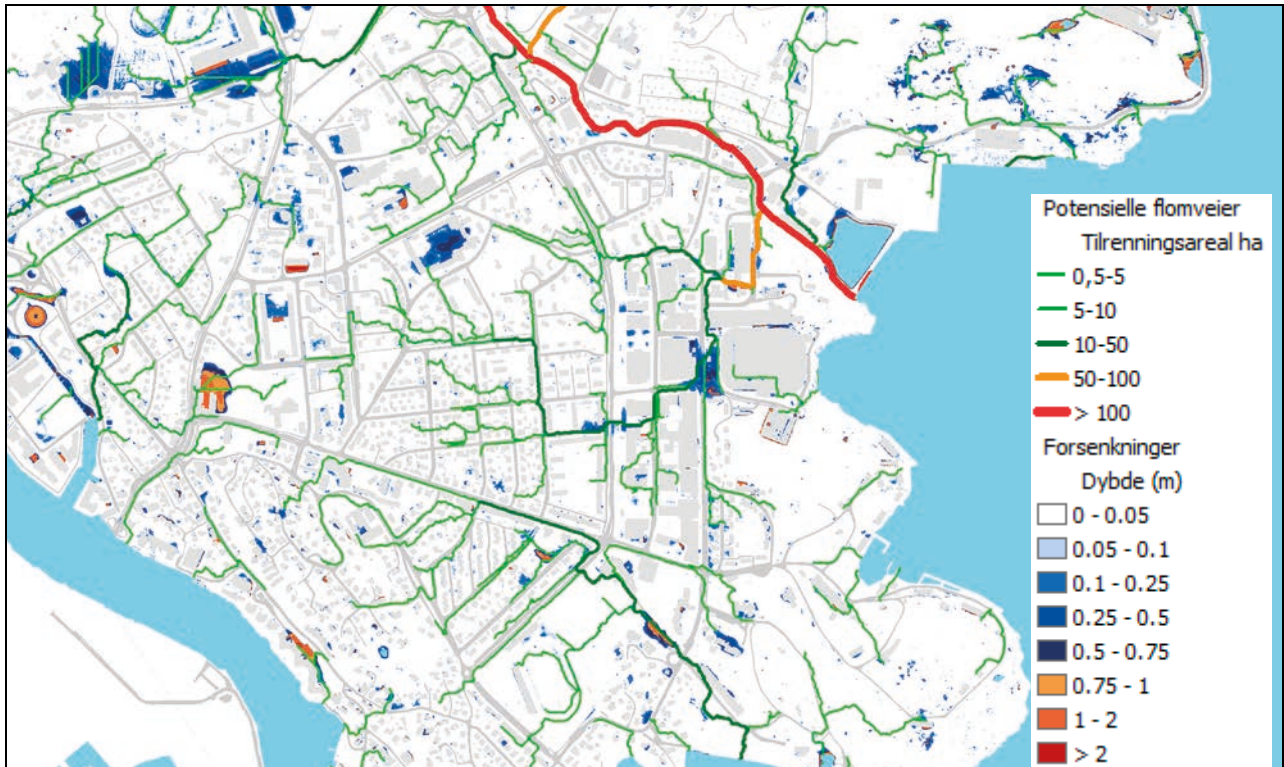 Potensielle flomveier
Tilrenningsareal ha
0,5-5
5-10
10-50
50-100
> 100
Forsenkninger
Dybde (m)
0 - 0.05
0.05 - 0.1
0.1 - 0.25
0.25 - 0.5
0.5 - 0.75
0.75 - 1
1 - 2
> 2